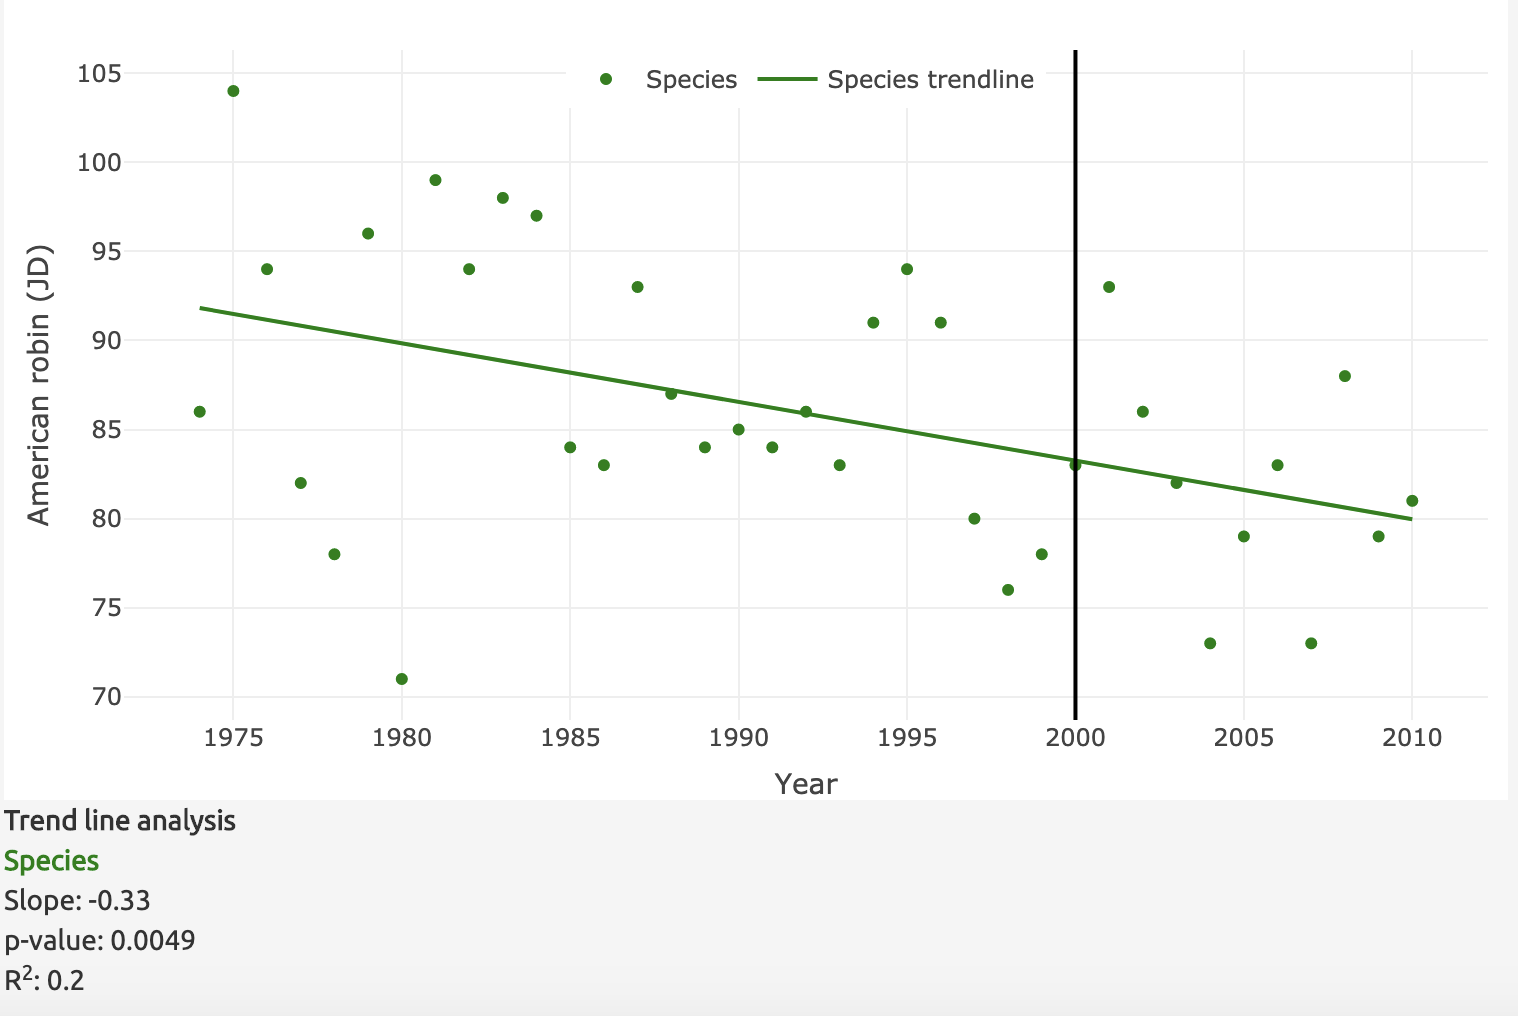 Species Species trendline
105
100
95
90
85
80
75
70
American robin (JD)
1975 1980 1985 1990 1995 2000 2005 2010
Year
Trend line analysis
Species
Slope: -0.33
p-value: 0.0049
R²: 0.2